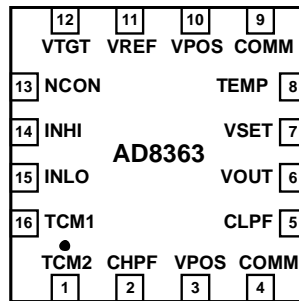 12 11 10 9
VTGT VREF VPOS COMM
13 NCON TEMP 8
14 INHI VSET 7
AD8363
15 INLO VOUT 6
16 TCM1 CLPF 5
TCM2 CHPF VPOS COMM
1 2 3 4